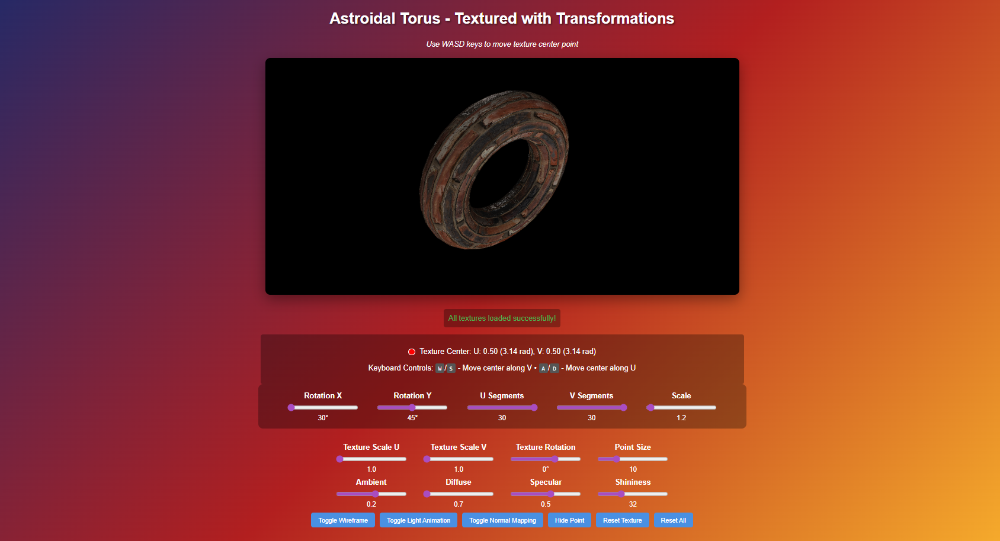 Astroidal Torus - Textured with Transformations
Use WASD keys to move texture center point
All textures loaded successfully!
Texture Center: U: 0.50 (3.14 rad), V: 0.50 (3.14 rad)
Keyboard Controls: W/S - Move center along V • A/D - Move center along U
Rotation X Rotation Y U Segments V Segments Scale
30° 45° 30 30 1.2
Texture Scale U Texture Scale V Texture Rotation Point Size
1.0 1.0 0° 10
Ambient Diffuse Specular Shininess
0.2 0.7 0.5 32
Toggle Wireframe Toggle Light Animation Toggle Normal Mapping Hide Point Reset Texture Reset All